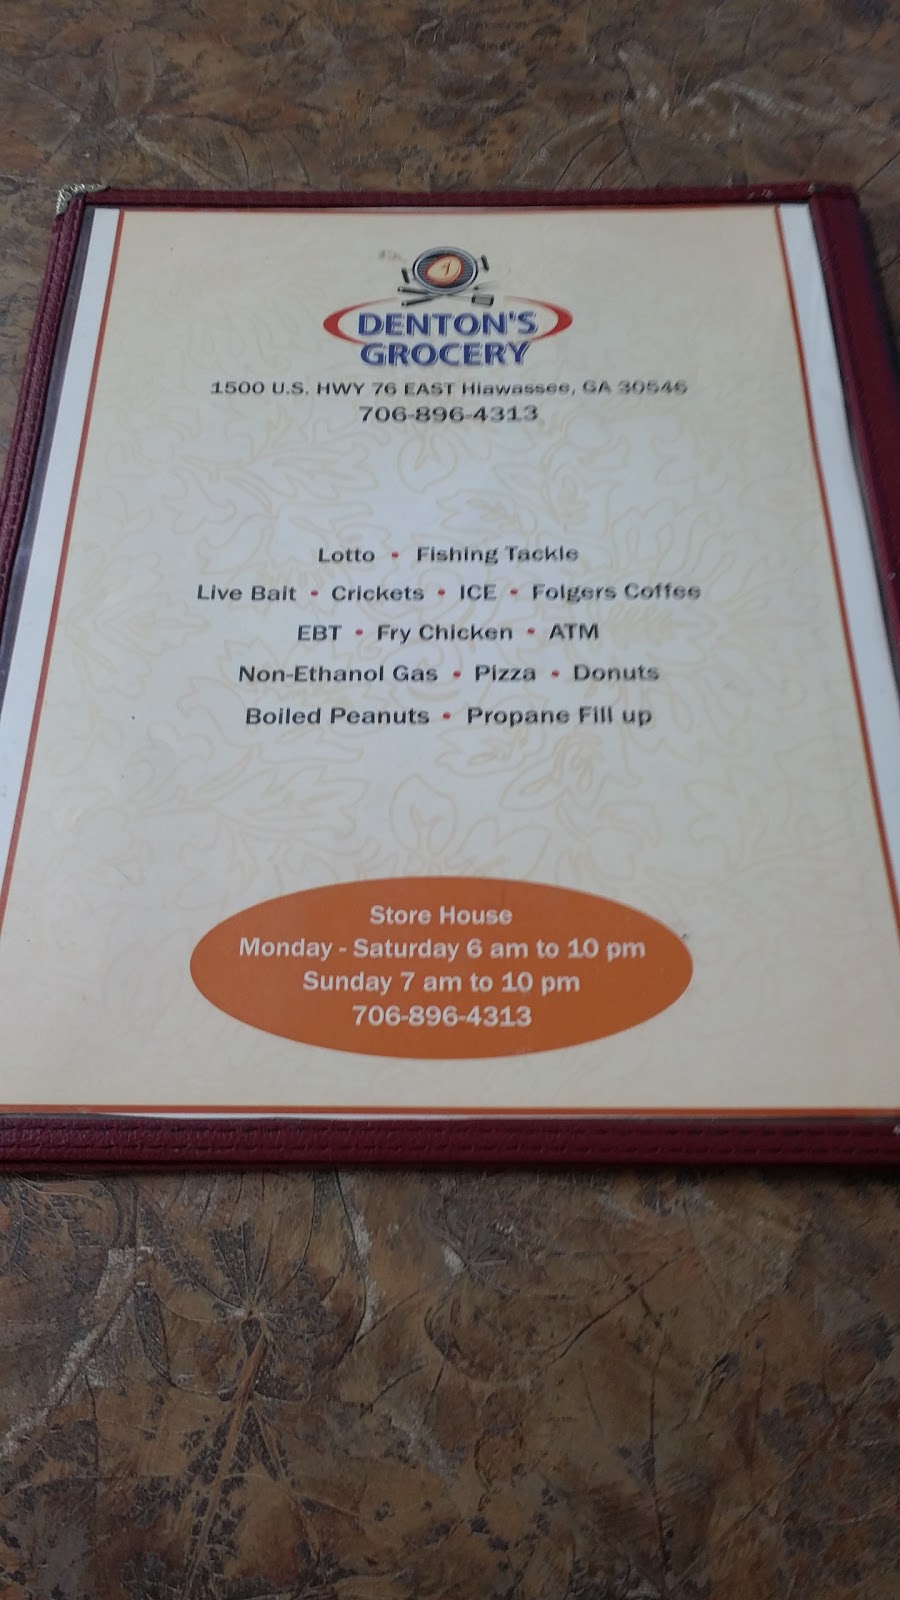 DENTON'S
GROCERY
1500 U.S. HWY 76 EAST Hiawassee, GA 30546
706-896-4313
Lotto • Fishing Tackle
Live Bait • Crickets • ICE • Folgers Coffee
EBT • Fry Chicken • ATM
Non-Ethanol Gas • Pizza • Donuts
Boiled Peanuts • Propane Fill up
Store House
Monday - Saturday 6 am to 10 pm
Sunday 7 am to 10 pm
706-896-4313